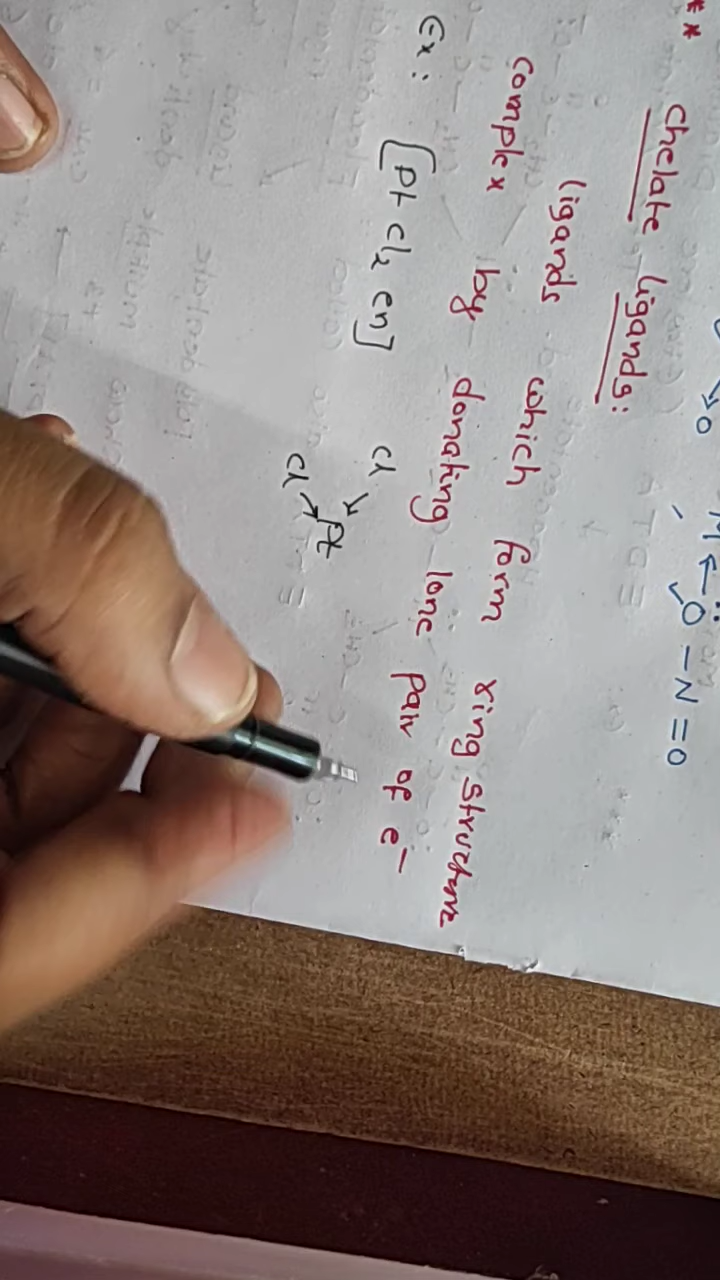 **
M ← O - N = O
chelate ligands:
ligands which form ring structure
complex by donating lone pair of e⁻
Ex: [Pt Cl2 en]
Cl
Pt
Cl